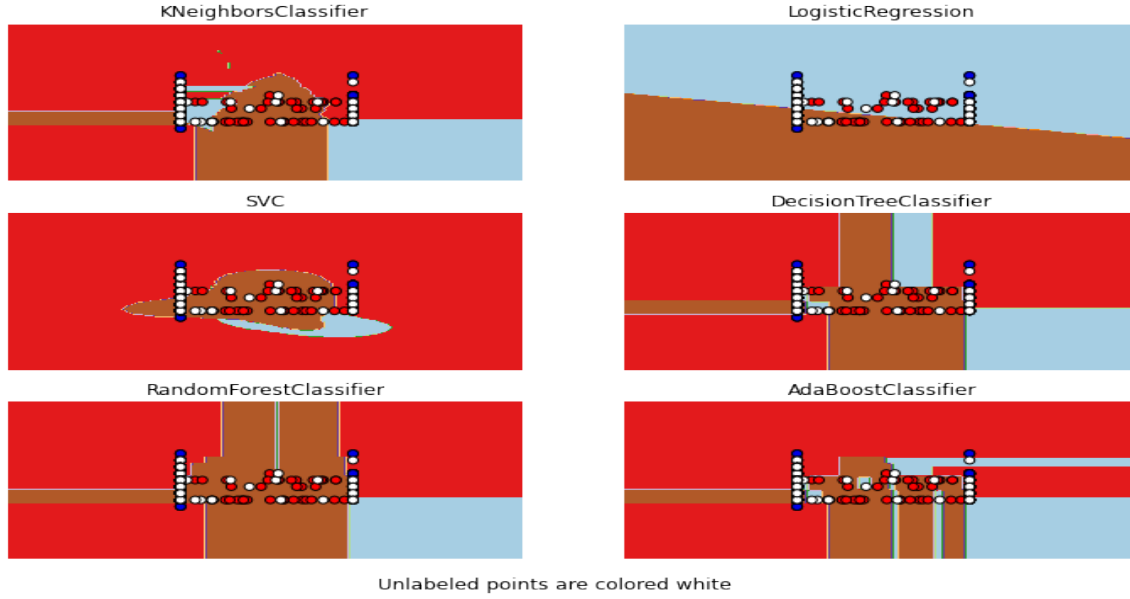 KNeighborsClassifier
LogisticRegression
SVC
DecisionTreeClassifier
RandomForestClassifier
AdaBoostClassifier
Unlabeled points are colored white